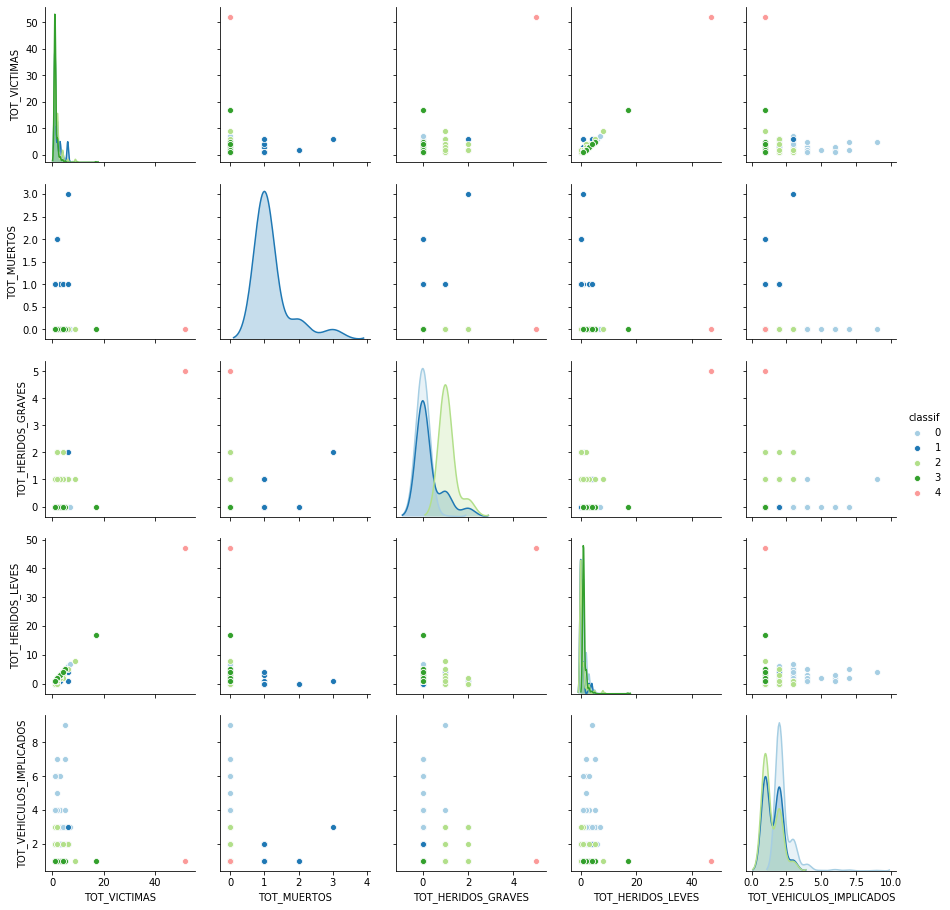 50
40
30
20
10
0
TOT_VICTIMAS
3.0
2.5
2.0
1.5
1.0
0.5
0.0
TOT_MUERTOS
5
4
3
2
1
0
TOT_HERIDOS_GRAVES
classif
0
1
2
3
4
50
40
30
20
10
0
TOT_HERIDOS_LEVES
8
6
4
2
TOT_VEHICULOS_IMPLICADOS
0 20 40
TOT_VICTIMAS
0 1 2 3 4
TOT_MUERTOS
0 2 4
TOT_HERIDOS_GRAVES
0 20 40
TOT_HERIDOS_LEVES
0.0 2.5 5.0 7.5 10.0
TOT_VEHICULOS_IMPLICADOS